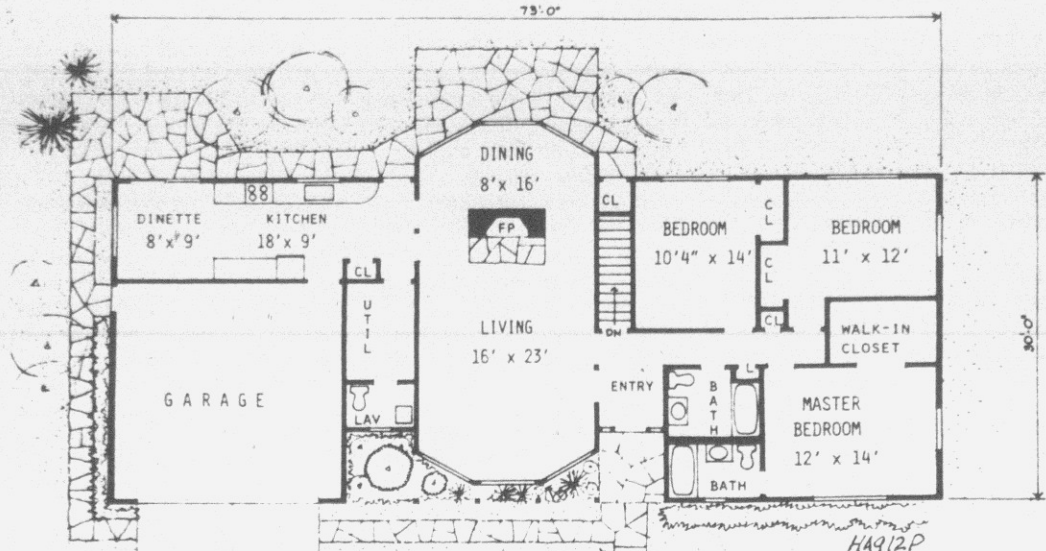 73'-0"
DINING
8' x 16'
FP
CL
DINETTE
8' x 9'
KITCHEN
18' x 9'
CL
UTIL
LAV
GARAGE
LIVING
16' x 23'
DN
ENTRY
BEDROOM
10'4" x 14'
CL
CL
CL
BEDROOM
11' x 12'
WALK-IN
CLOSET
L
BATH
BATH
MASTER
BEDROOM
12' x 14'
30'-0"
HA912P